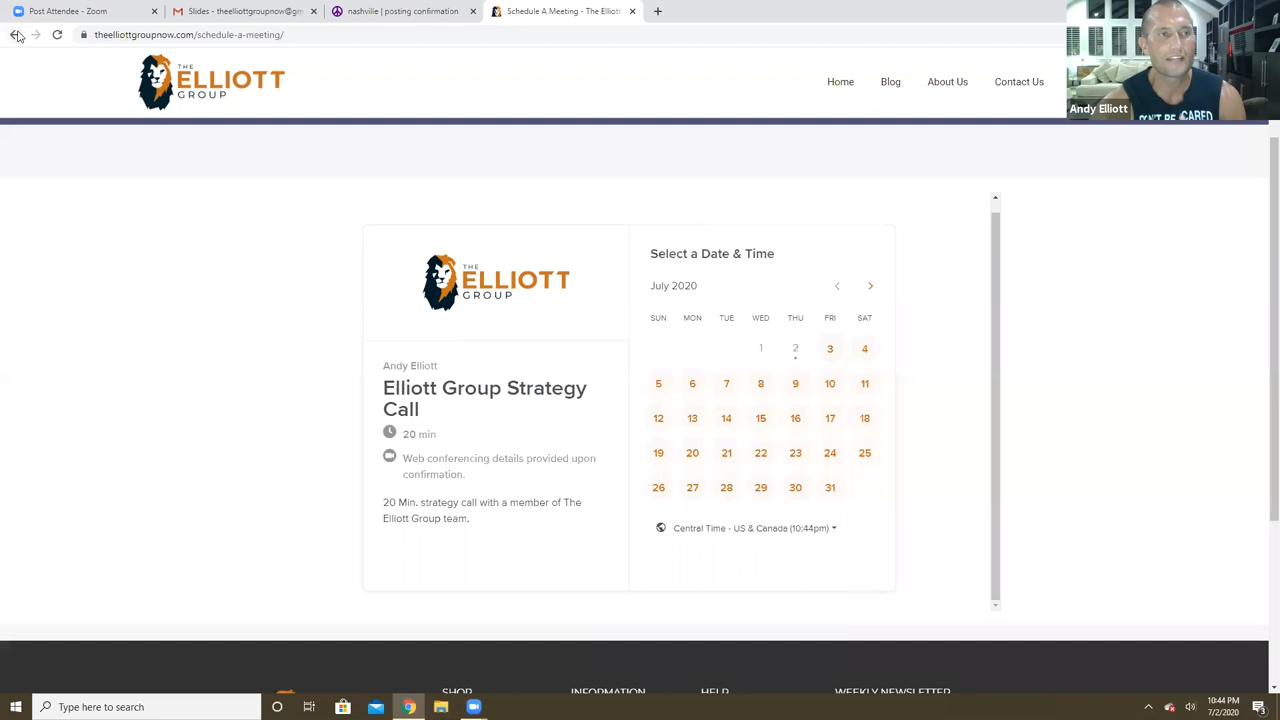 Post Attendee - Zoom
Slides - theelliottgroupnow@gm
nashville | posting confirmation
Schedule A Meeting - The Elliott
theelliottgroupnow.com/schedule-a-meeting/
THE
ELLIOTT
GROUP
Home
Blog
About Us
Contact Us
Andy Elliott
THE
ELLIOTT
GROUP
Andy Elliott
Elliott Group Strategy
Call
20 min
Web conferencing details provided upon
confirmation.
20 Min. strategy call with a member of The
Elliott Group team.
Select a Date & Time
July 2020
SUN MON TUE WED THU FRI SAT
1 2 3 4
5 6 7 8 9 10 11
12 13 14 15 16 17 18
19 20 21 22 23 24 25
26 27 28 29 30 31
Central Time - US & Canada (10:44pm)
SHOP
INFORMATION
HELP
WEEKLY NEWSLETTER
Type here to search
10:44 PM
7/2/2020
3